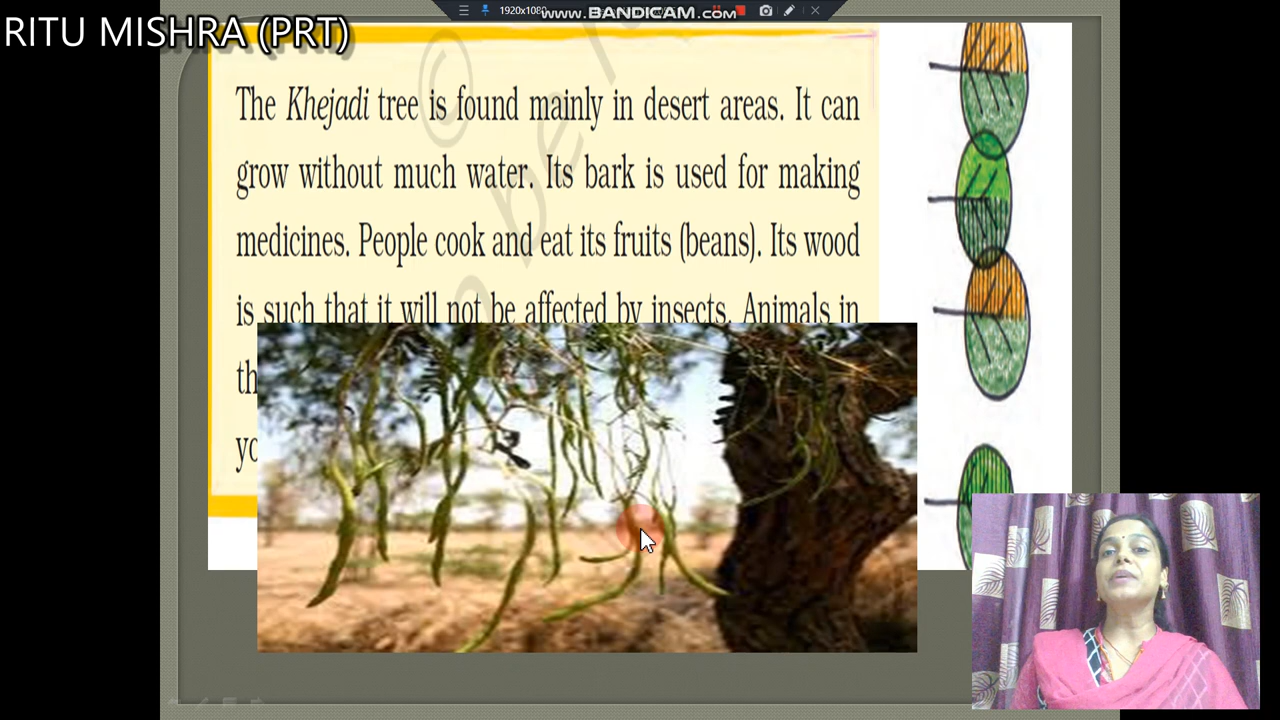 1920x1080
www.BANDICAM.com
RITU MISHRA (PRT)
The Khejadi tree is found mainly in desert areas. It can
grow without much water. Its bark is used for making
medicines. People cook and eat its fruits (beans). Its wood
is such that it will not be affected by insects. Animals in